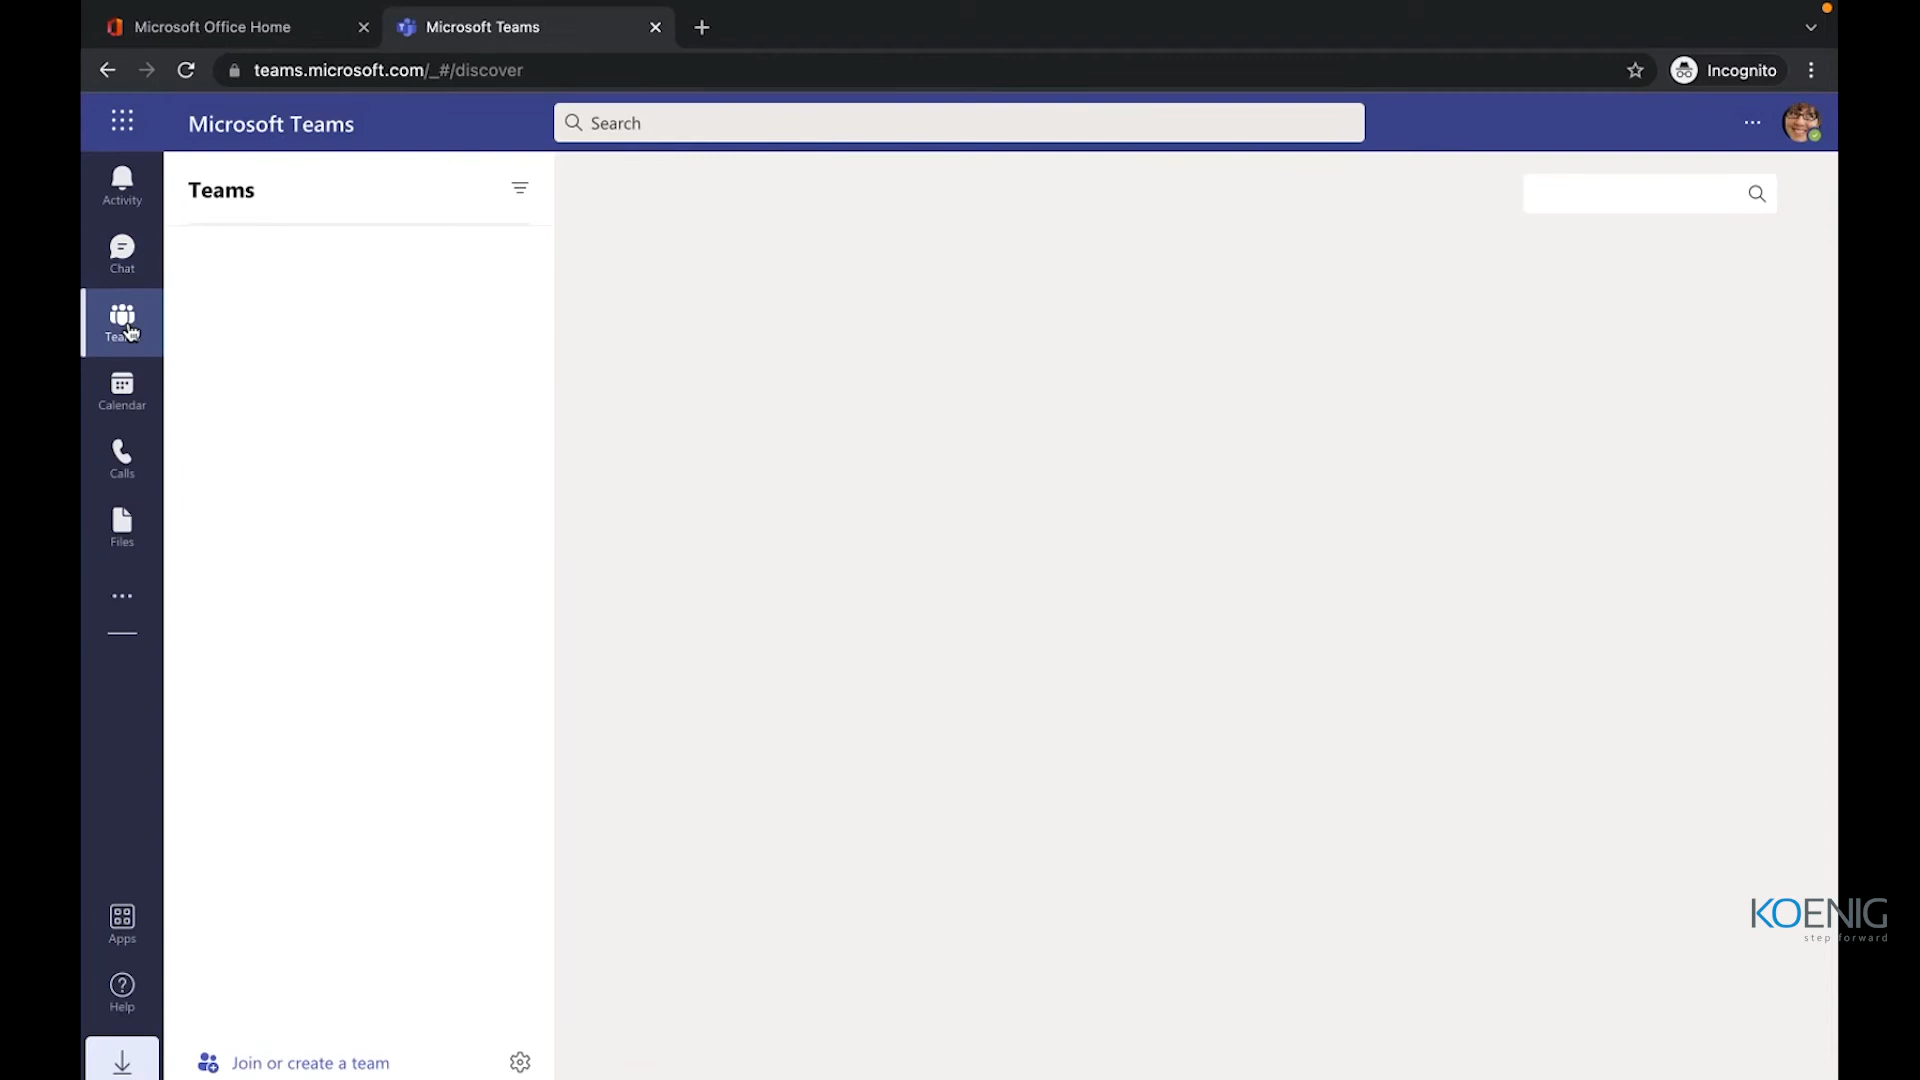 Microsoft Office Home
Microsoft Teams
teams.microsoft.com/_#/discover
Incognito
Microsoft Teams
Search
Activity
Teams
Chat
Calendar
Calls
Files
Apps
KOENIG
step forward
Help
Join or create a team